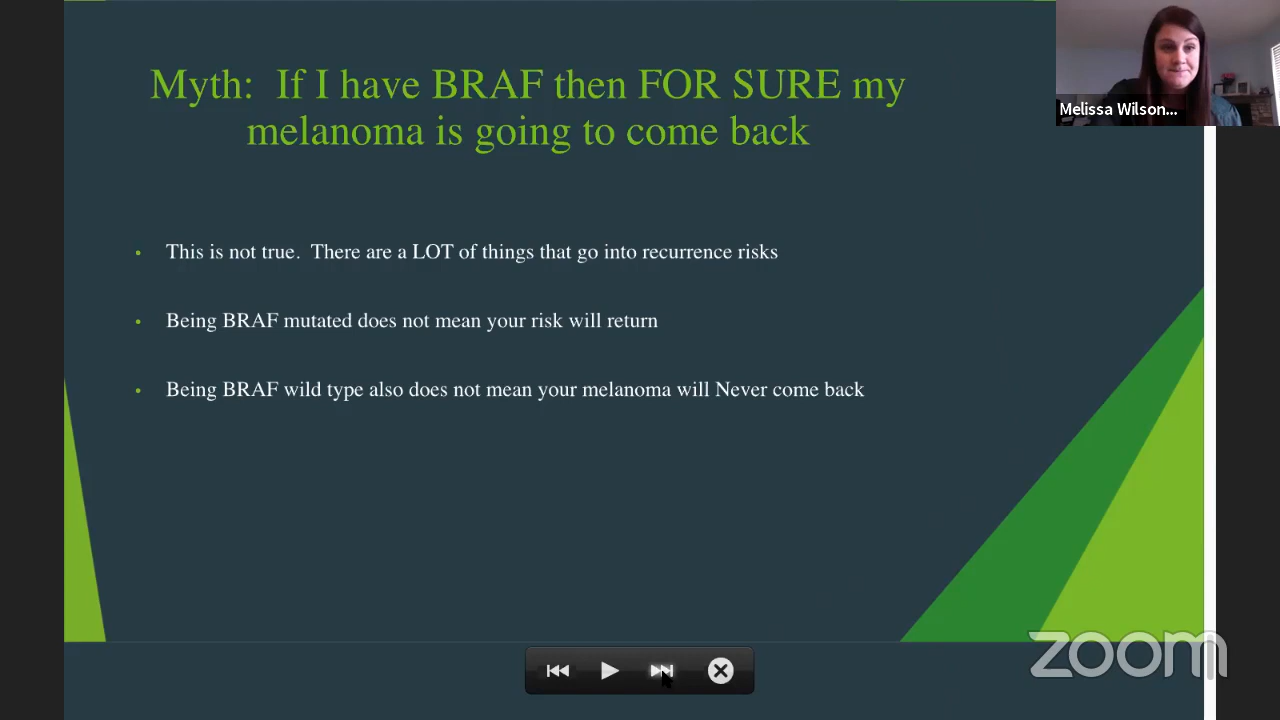 Myth:  If I have BRAF then FOR SURE my
melanoma is going to come back
Melissa Wilson...
• This is not true.  There are a LOT of things that go into recurrence risks
• Being BRAF mutated does not mean your risk will return
• Being BRAF wild type also does not mean your melanoma will Never come back
zoom